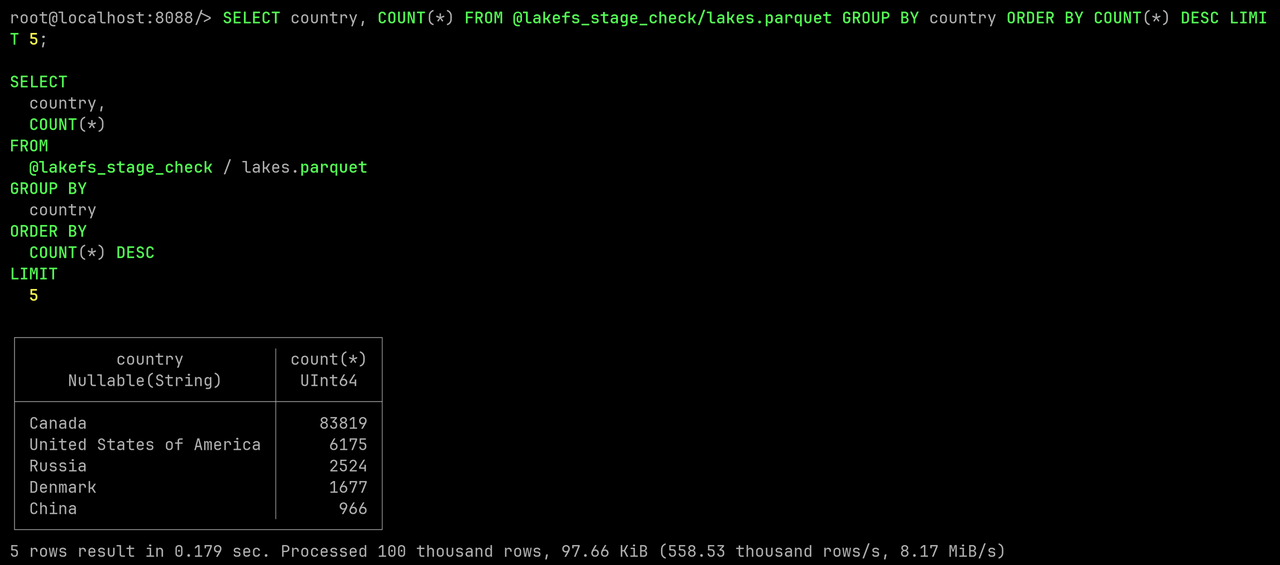 root@localhost:8088/> SELECT country, COUNT(*) FROM @lakefs_stage_check/lakes.parquet GROUP BY country ORDER BY COUNT(*) DESC LIMI
T 5;
SELECT
country,
COUNT(*)
FROM
@lakefs_stage_check / lakes.parquet
GROUP BY
country
ORDER BY
COUNT(*) DESC
LIMIT
5
country count(*)
Nullable(String) UInt64
Canada 83819
United States of America 6175
Russia 2524
Denmark 1677
China 966
5 rows result in 0.179 sec. Processed 100 thousand rows, 97.66 KiB (558.53 thousand rows/s, 8.17 MiB/s)